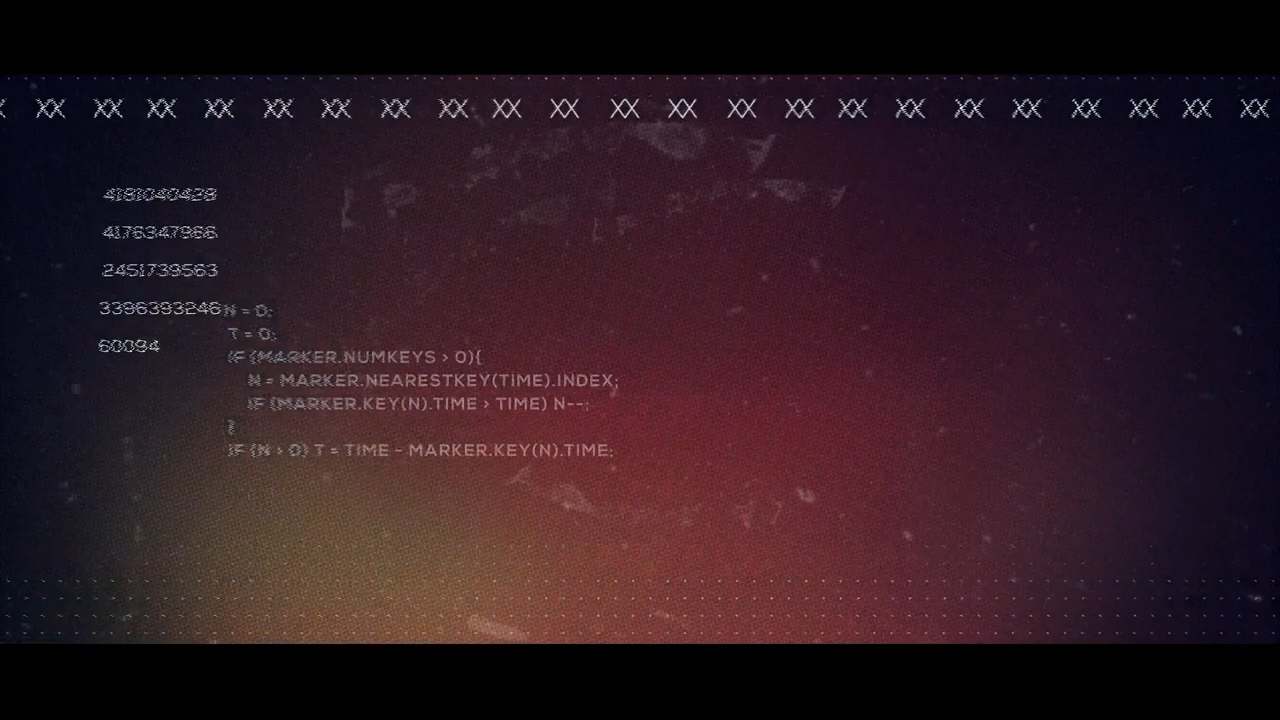 XX XX XX XX XX XX XX XX XX XX XX XX XX XX XX XX XX XX XX XX XX
4181040428
4176347966
2451739563
3396393246
60094
N = 0;
T = 0;
IF (MARKER.NUMKEYS > 0){
N = MARKER.NEARESTKEY(TIME).INDEX;
IF (MARKER.KEY(N).TIME > TIME) N--;
}
IF (N > 0) T = TIME - MARKER.KEY(N).TIME;